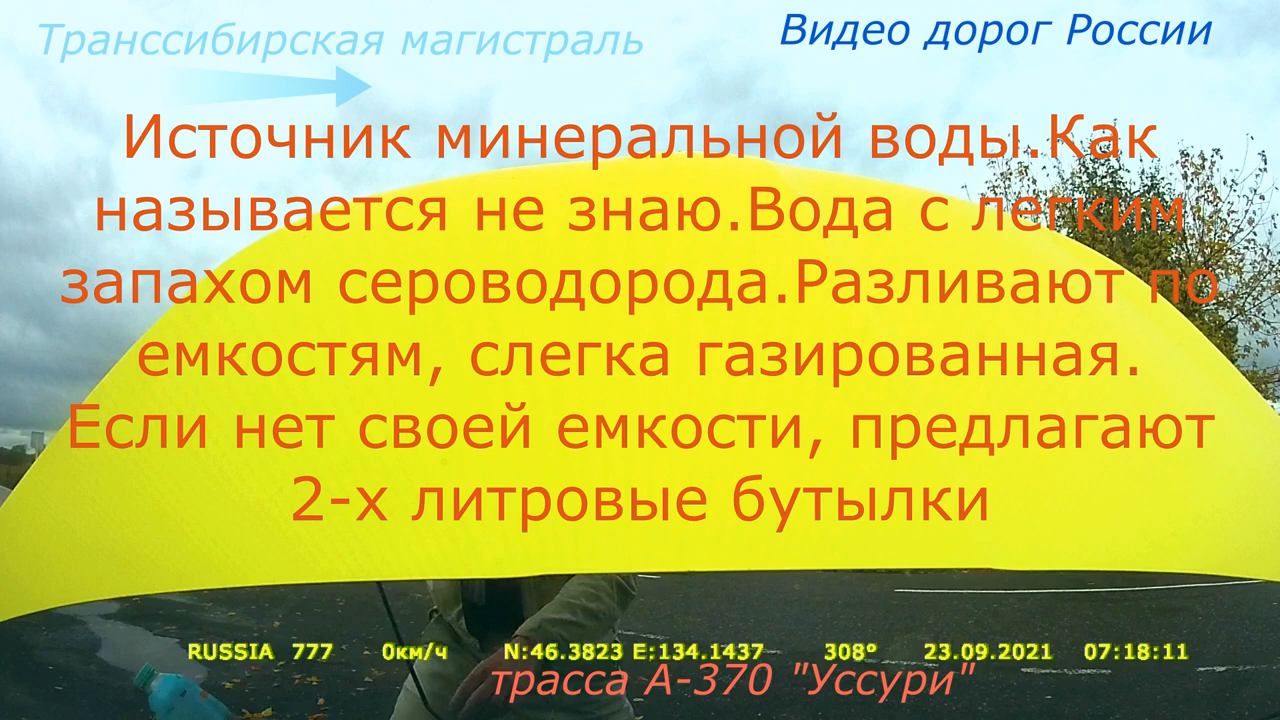 Транссибирская магистраль
Видео дорог России
Источник минеральной воды.Как
называется не знаю.Вода с легким
запахом сероводорода.Разливают по
емкостям, слегка газированная.
Если нет своей емкости, предлагают
2-х литровые бутылки
RUSSIA 777 0км/ч N:46.3823 E:134.1437 308° 23.09.2021 07:18:11
трасса А-370 "Уссури"